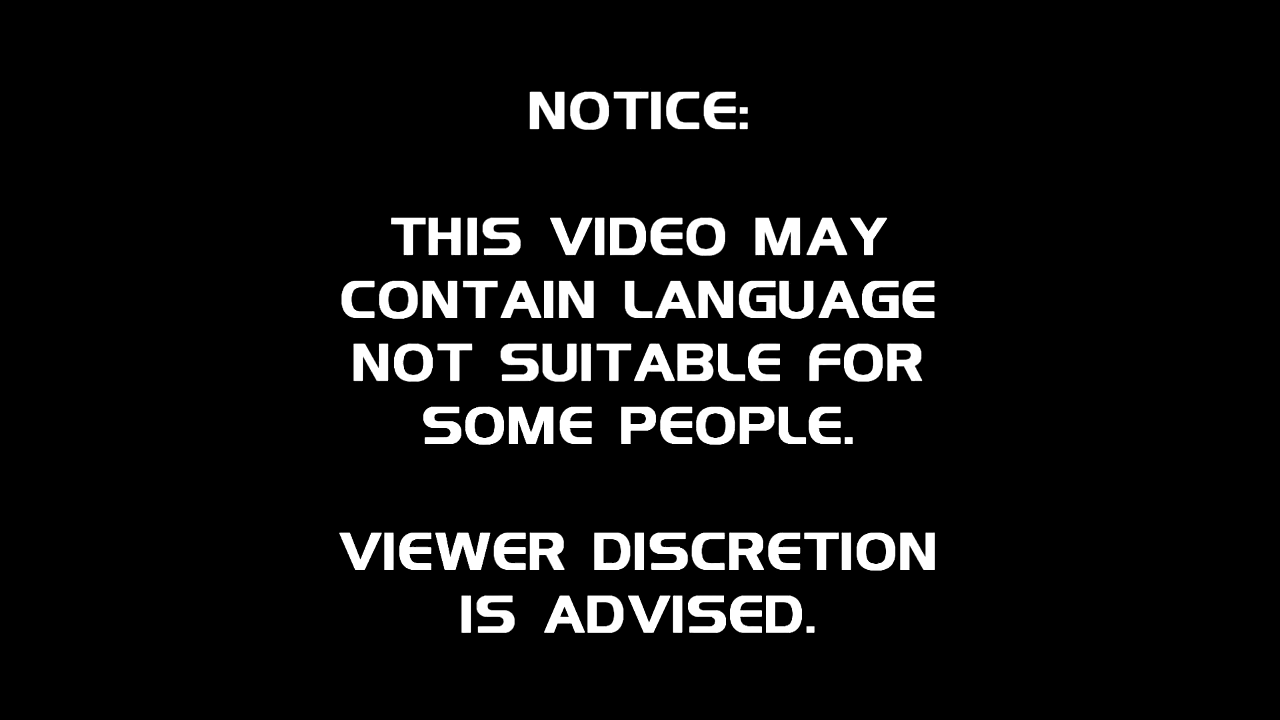 NOTICE:
THIS VIDEO MAY
CONTAIN LANGUAGE
NOT SUITABLE FOR
SOME PEOPLE.
VIEWER DISCRETION
IS ADVISED.